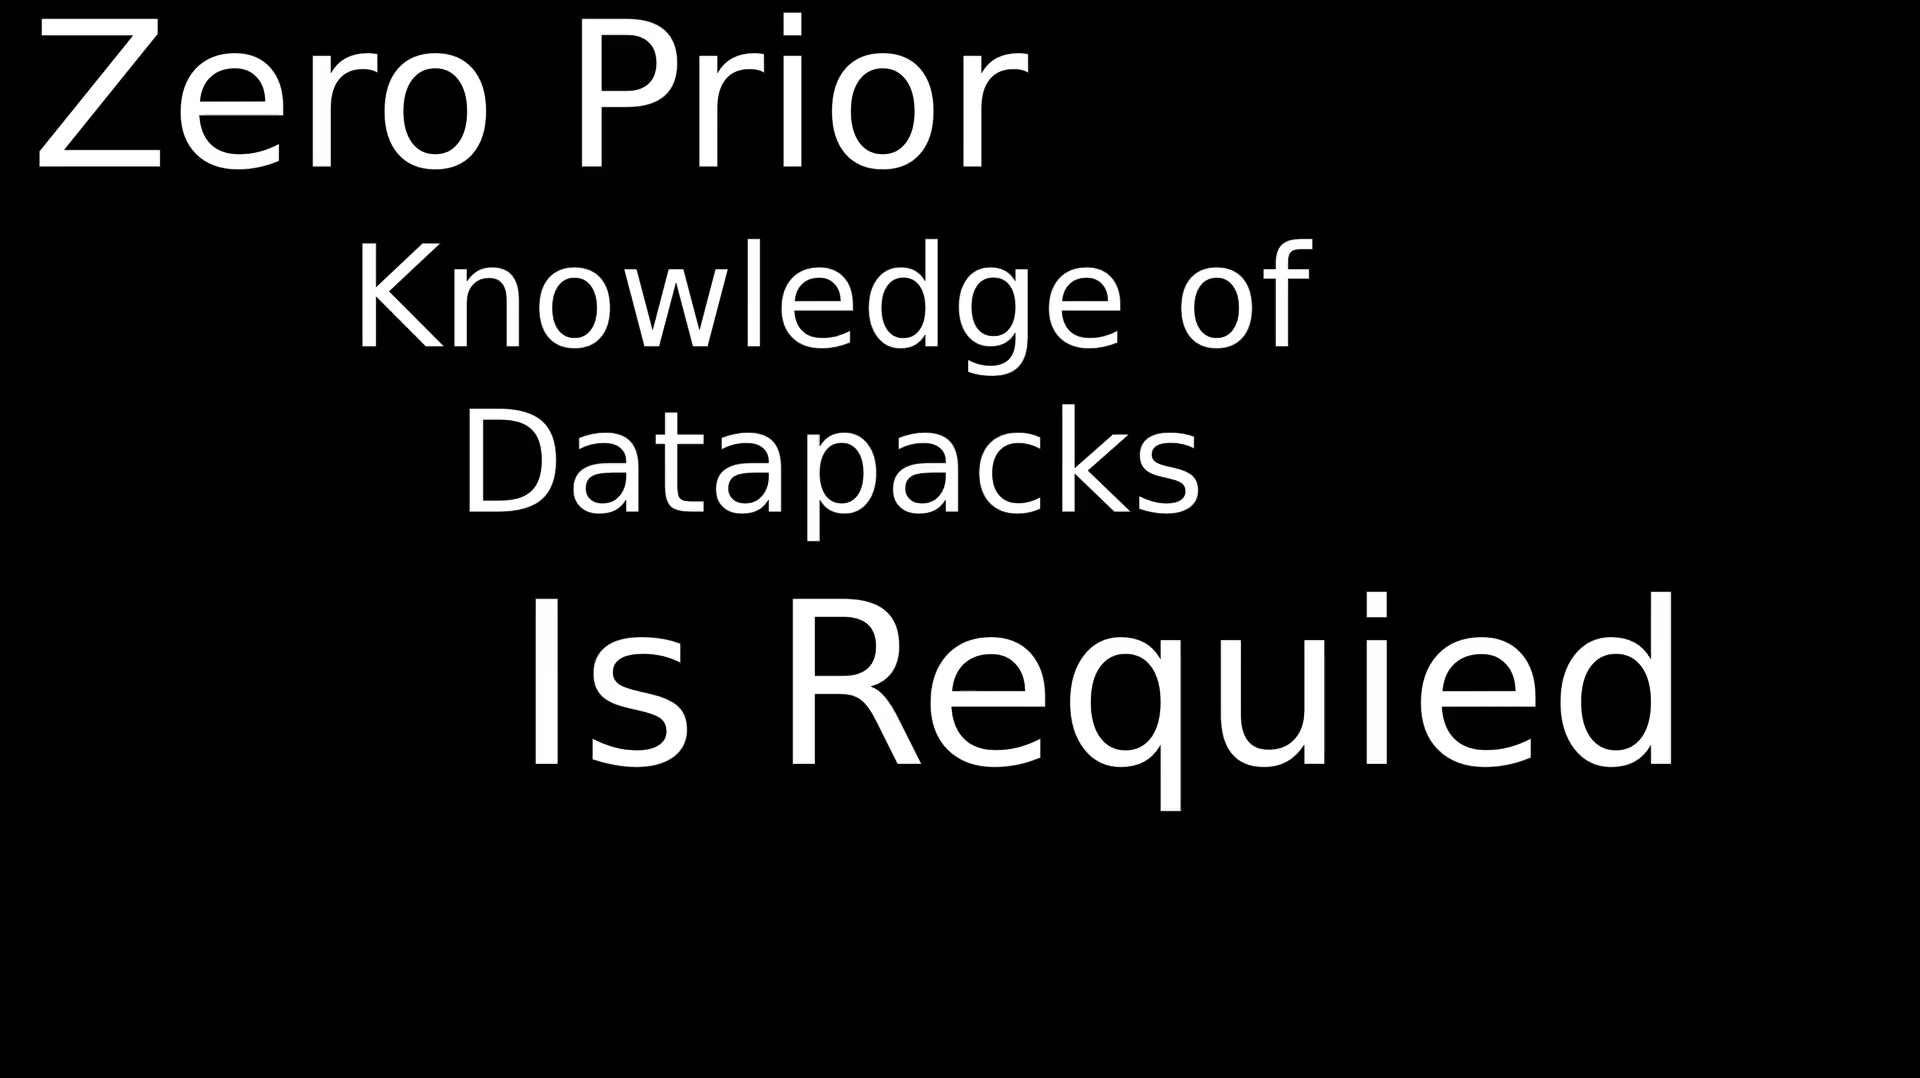 Zero Prior
Knowledge of
Datapacks
Is Requied